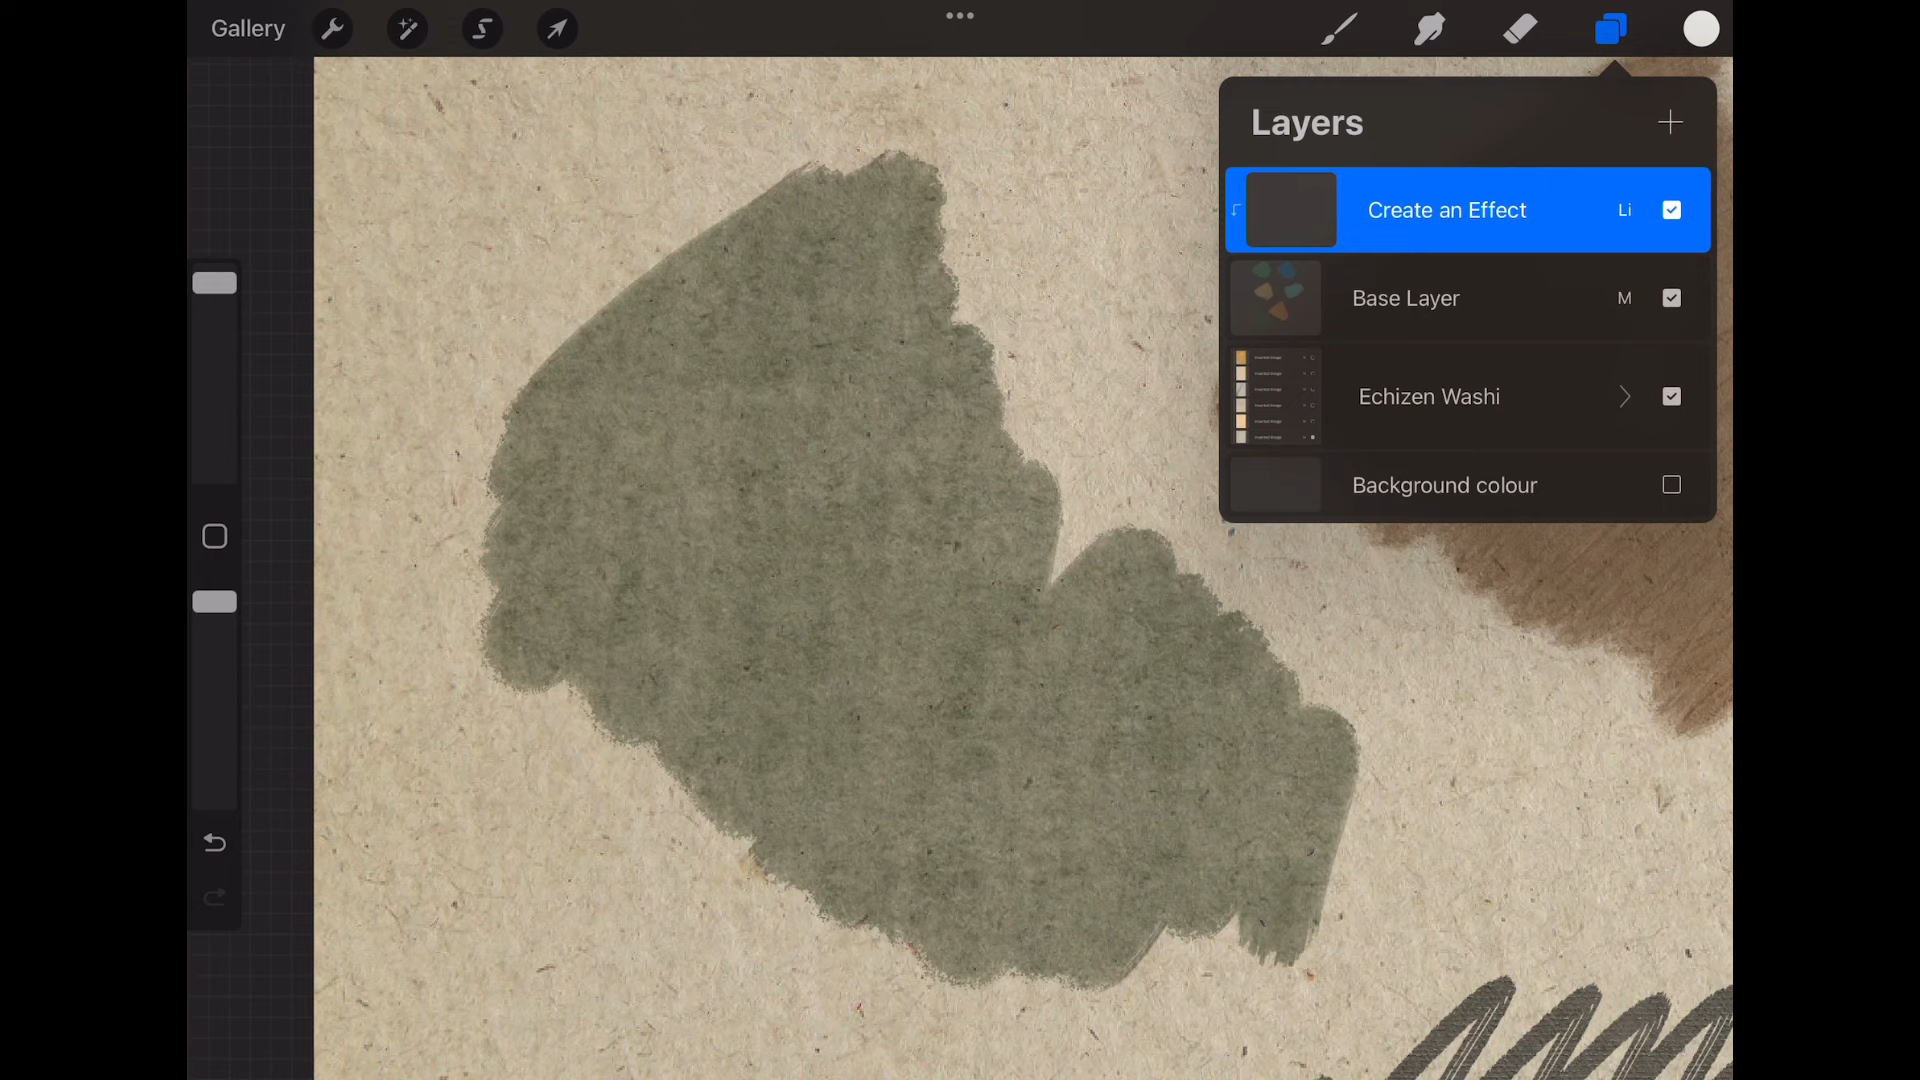 Gallery
Layers
Create an Effect Li
Base Layer M
Echizen Washi
Background colour